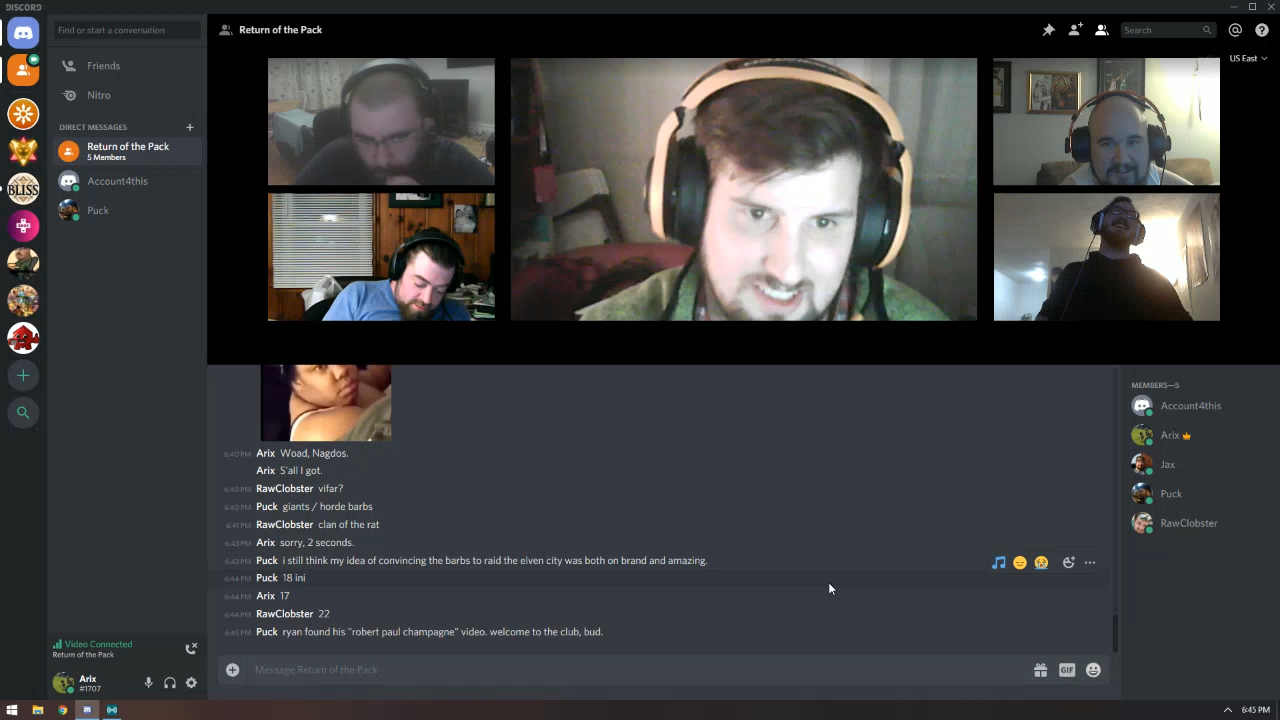 DISCORD
Find or start a conversation
Return of the Pack
Search
US East
Friends
Nitro
DIRECT MESSAGES
Return of the Pack
5 Members
Account4this
BLISS
Puck
MEMBERS—5
Account4this
Arix
Jax
Puck
RawClobster
6:40 PM Arix Woad, Nagdos.
Arix S'all I got.
6:40 PM RawClobster vifar?
6:40 PM Puck giants / horde barbs
6:41 PM RawClobster clan of the rat
6:43 PM Arix sorry, 2 seconds.
6:43 PM Puck i still think my idea of convincing the barbs to raid the elven city was both on brand and amazing.
6:44 PM Puck 18 ini
6:44 PM Arix 17
6:44 PM RawClobster 22
6:45 PM Puck ryan found his "robert paul champagne" video. welcome to the club, bud.
Video Connected
Return of the Pack
Arix
#1707
Message Return of the Pack
GIF
6:45 PM